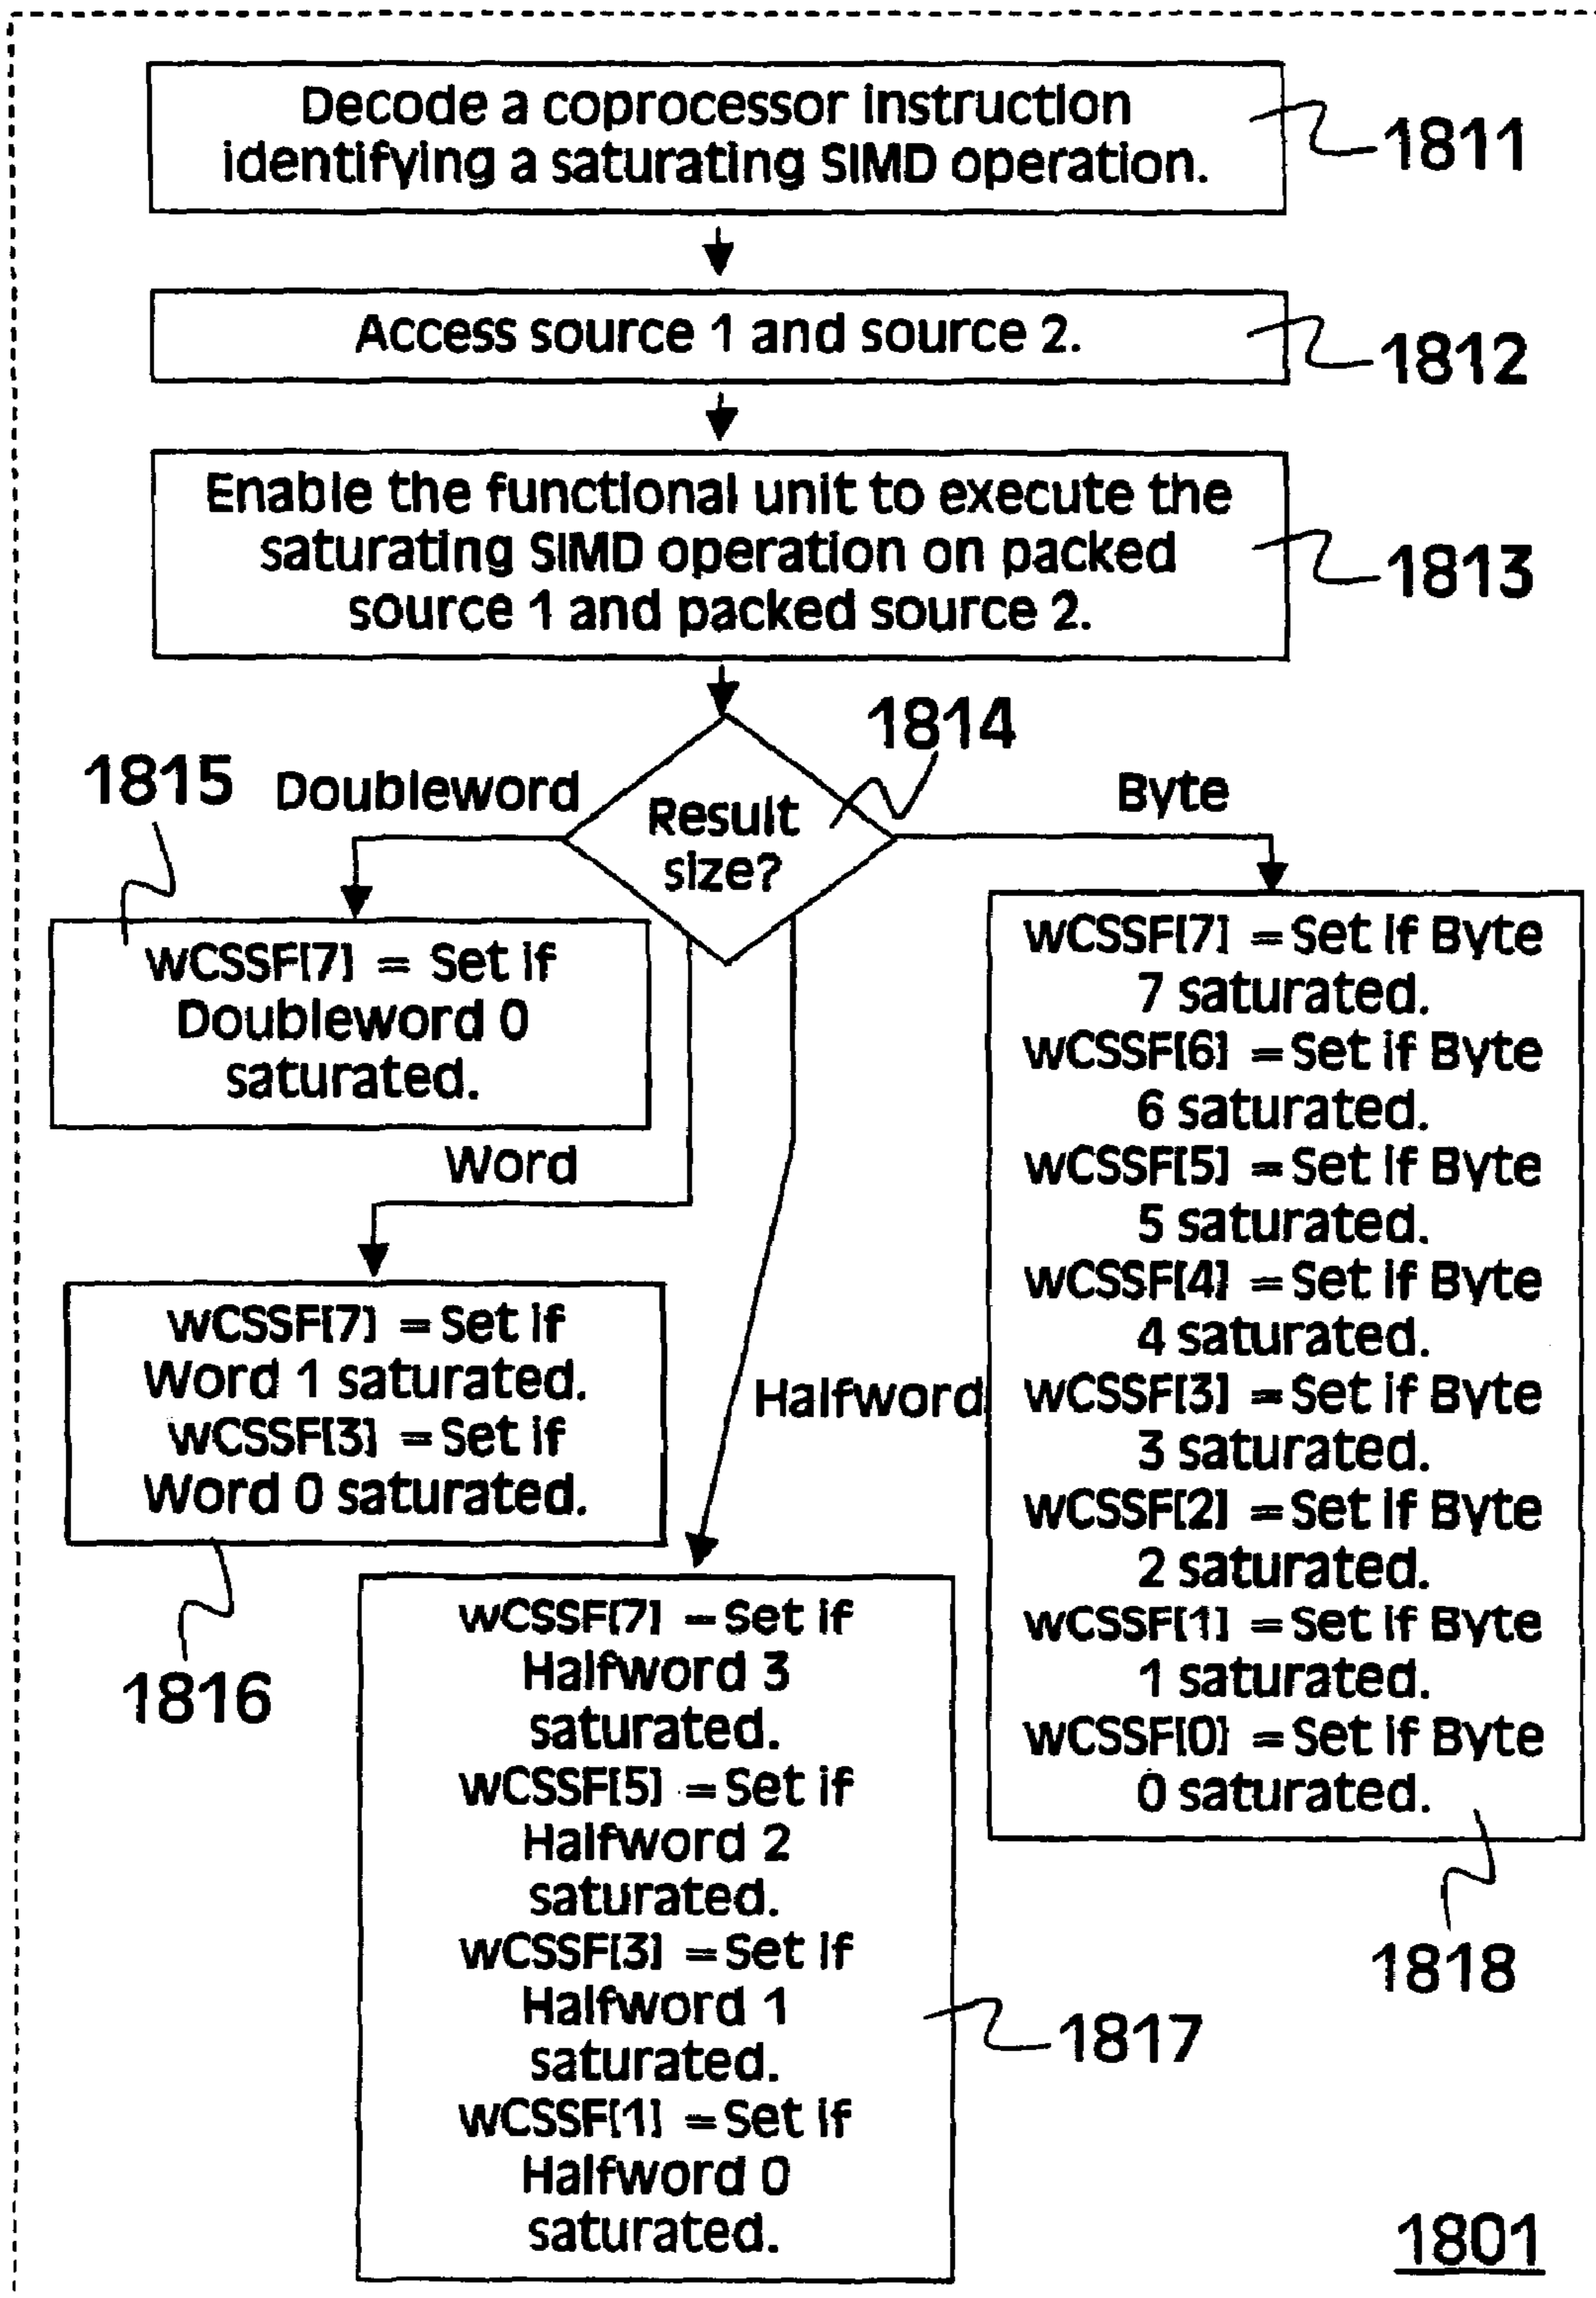 Decode a coprocessor instruction
identifying a saturating SIMD operation.
1811
Access source 1 and source 2.
1812
Enable the functional unit to execute the
saturating SIMD operation on packed
source 1 and packed source 2.
1813
1814
Result
size?
Doubleword
1815
wCSSF[7] = Set if
Doubleword 0
saturated.
Word
wCSSF[7] = Set if
Word 1 saturated.
wCSSF[3] = Set if
Word 0 saturated.
1816
Halfword
wCSSF[7] = Set if
Halfword 3
saturated.
wCSSF[5] = Set if
Halfword 2
saturated.
wCSSF[3] = Set if
Halfword 1
saturated.
wCSSF[1] = Set if
Halfword 0
saturated.
1817
Byte
wCSSF[7] = Set if Byte
7 saturated.
wCSSF[6] = Set if Byte
6 saturated.
wCSSF[5] = Set if Byte
5 saturated.
wCSSF[4] = Set if Byte
4 saturated.
wCSSF[3] = Set if Byte
3 saturated.
wCSSF[2] = Set if Byte
2 saturated.
wCSSF[1] = Set if Byte
1 saturated.
wCSSF[0] = Set if Byte
0 saturated.
1818
1801